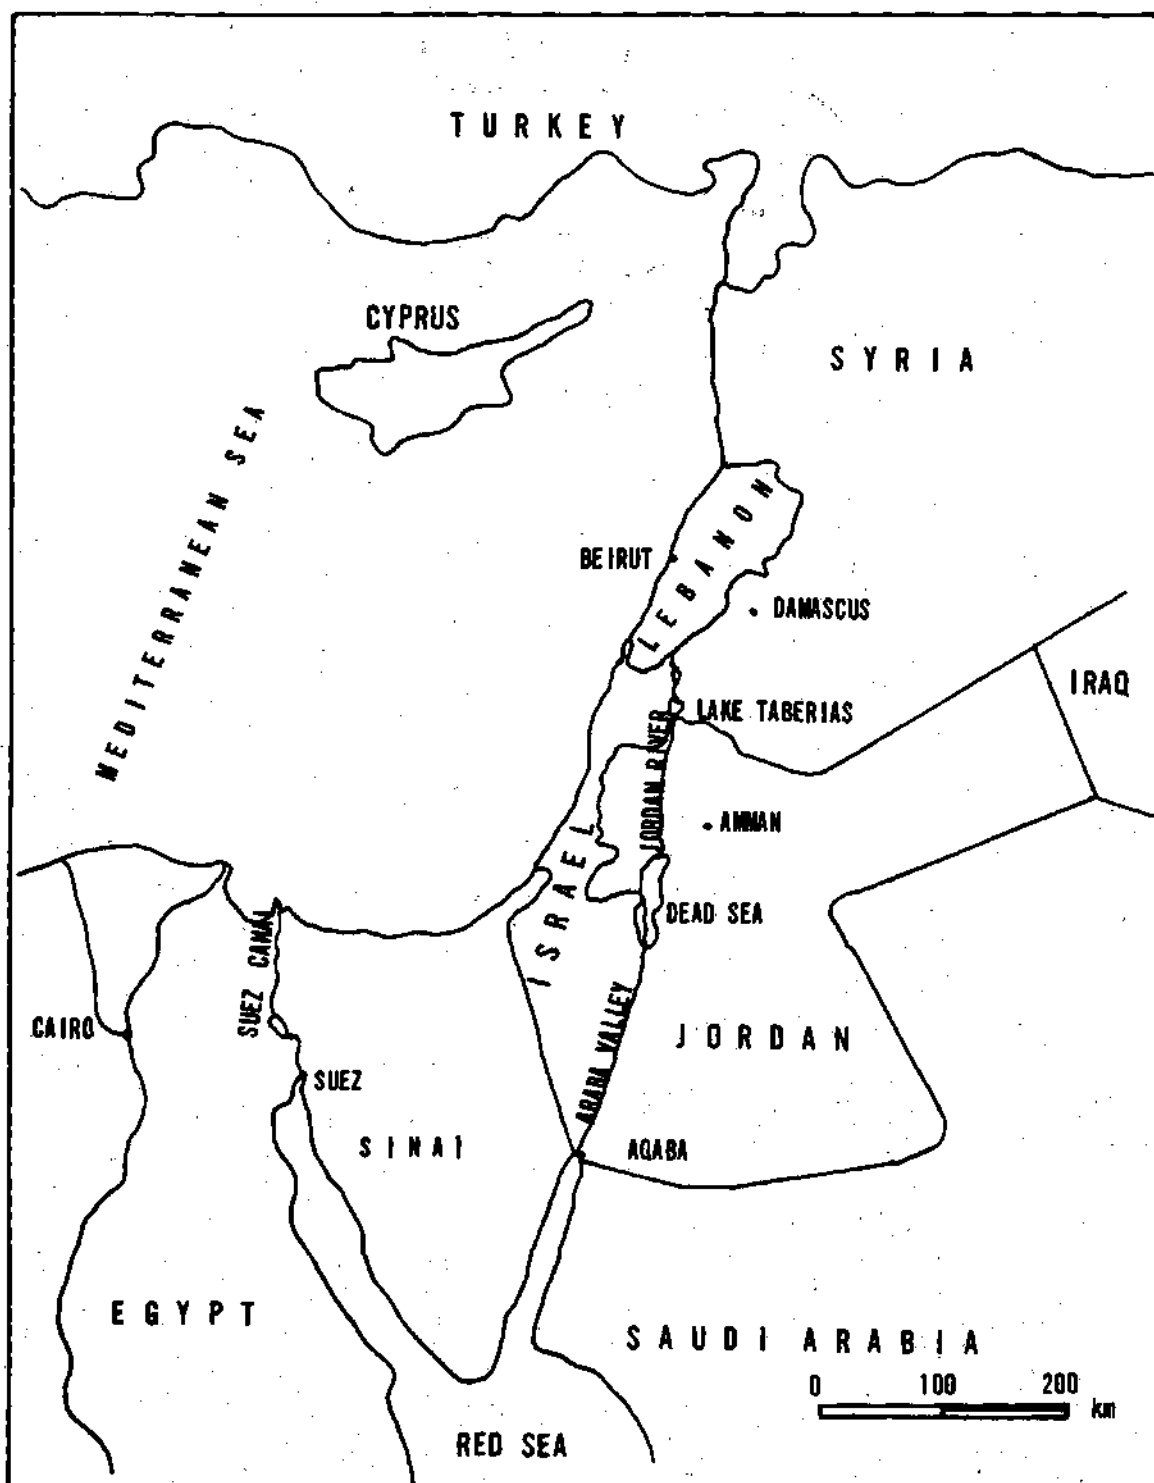 TURKEY
CYPRUS
SYRIA
MEDITERRANEAN SEA
LEBANON
BEIRUT
DAMASCUS
IRAQ
LAKE TABERIAS
JORDAN RIVER
AMMAN
ISRAEL
DEAD SEA
SUEZ CANAL
CAIRO
ARABA VALLEY
JORDAN
SUEZ
SINAI
AQABA
EGYPT
SAUDI ARABIA
0 100 200
km
RED SEA